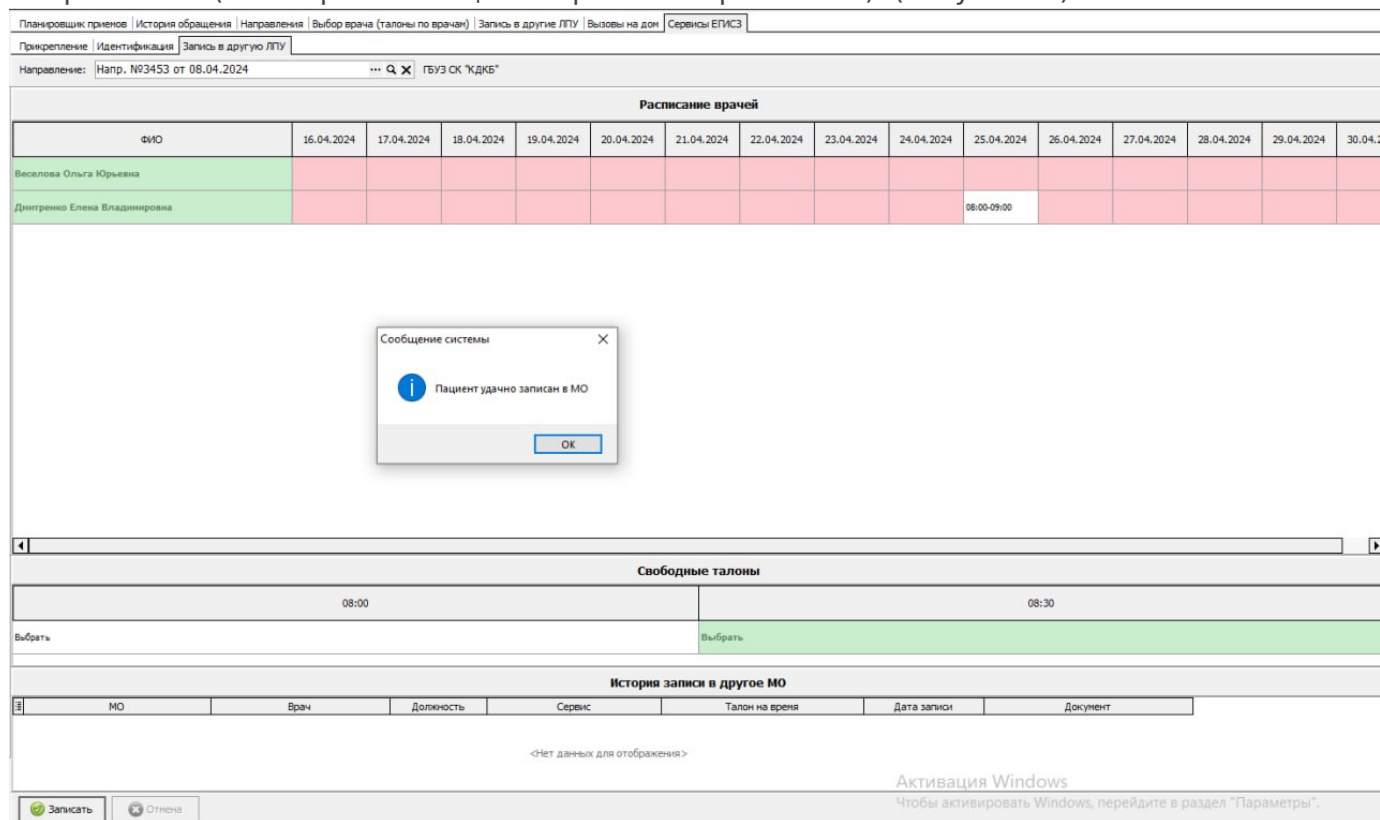 Планировщик приемов История обращения Направления Выбор врача (талоны по врачам) Запись в другие ЛПУ Вызовы на дом Сервисы ЕГИСЗ
Прикрепление Идентификация Запись в другую ЛПУ
Направление: Напр. №3453 от 08.04.2024 ГБУЗ СК "КДКБ"
Расписание врачей
ФИО 16.04.2024 17.04.2024 18.04.2024 19.04.2024 20.04.2024 21.04.2024 22.04.2024 23.04.2024 24.04.2024 25.04.2024 26.04.2024 27.04.2024 28.04.2024 29.04.2024 30.04.2
Веселова Ольга Юрьевна
Дмитренко Елена Владимировна 08:00-09:00
Сообщение системы
Пациент удачно записан в МО
ОК
Свободные талоны
08:00 08:30
Выбрать Выбрать
История записи в другое МО
МО Врач Должность Сервис Талон на время Дата записи Документ
<Нет данных для отображения>
Активация Windows
Чтобы активировать Windows, перейдите в раздел "Параметры".
Записать Отмена